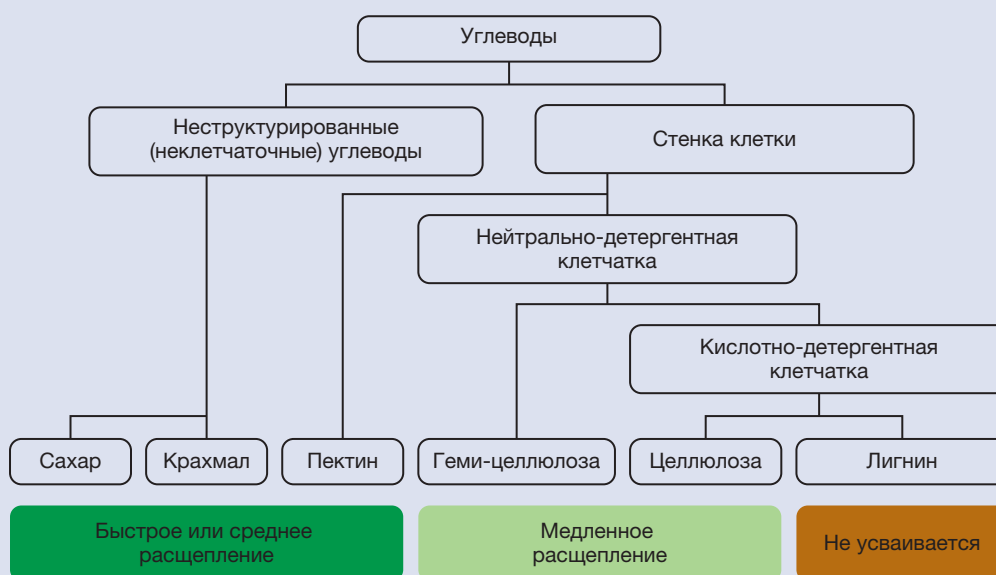 Углеводы
Неструктурированные
(неклетчаточные) углеводы
Стенка клетки
Нейтрально-детергентная
клетчатка
Кислотно-детергентная
клетчатка
Сахар
Крахмал
Пектин
Геми-целлюлоза
Целлюлоза
Лигнин
Быстрое или среднее
расщепление
Медленное
расщепление
Не усваивается